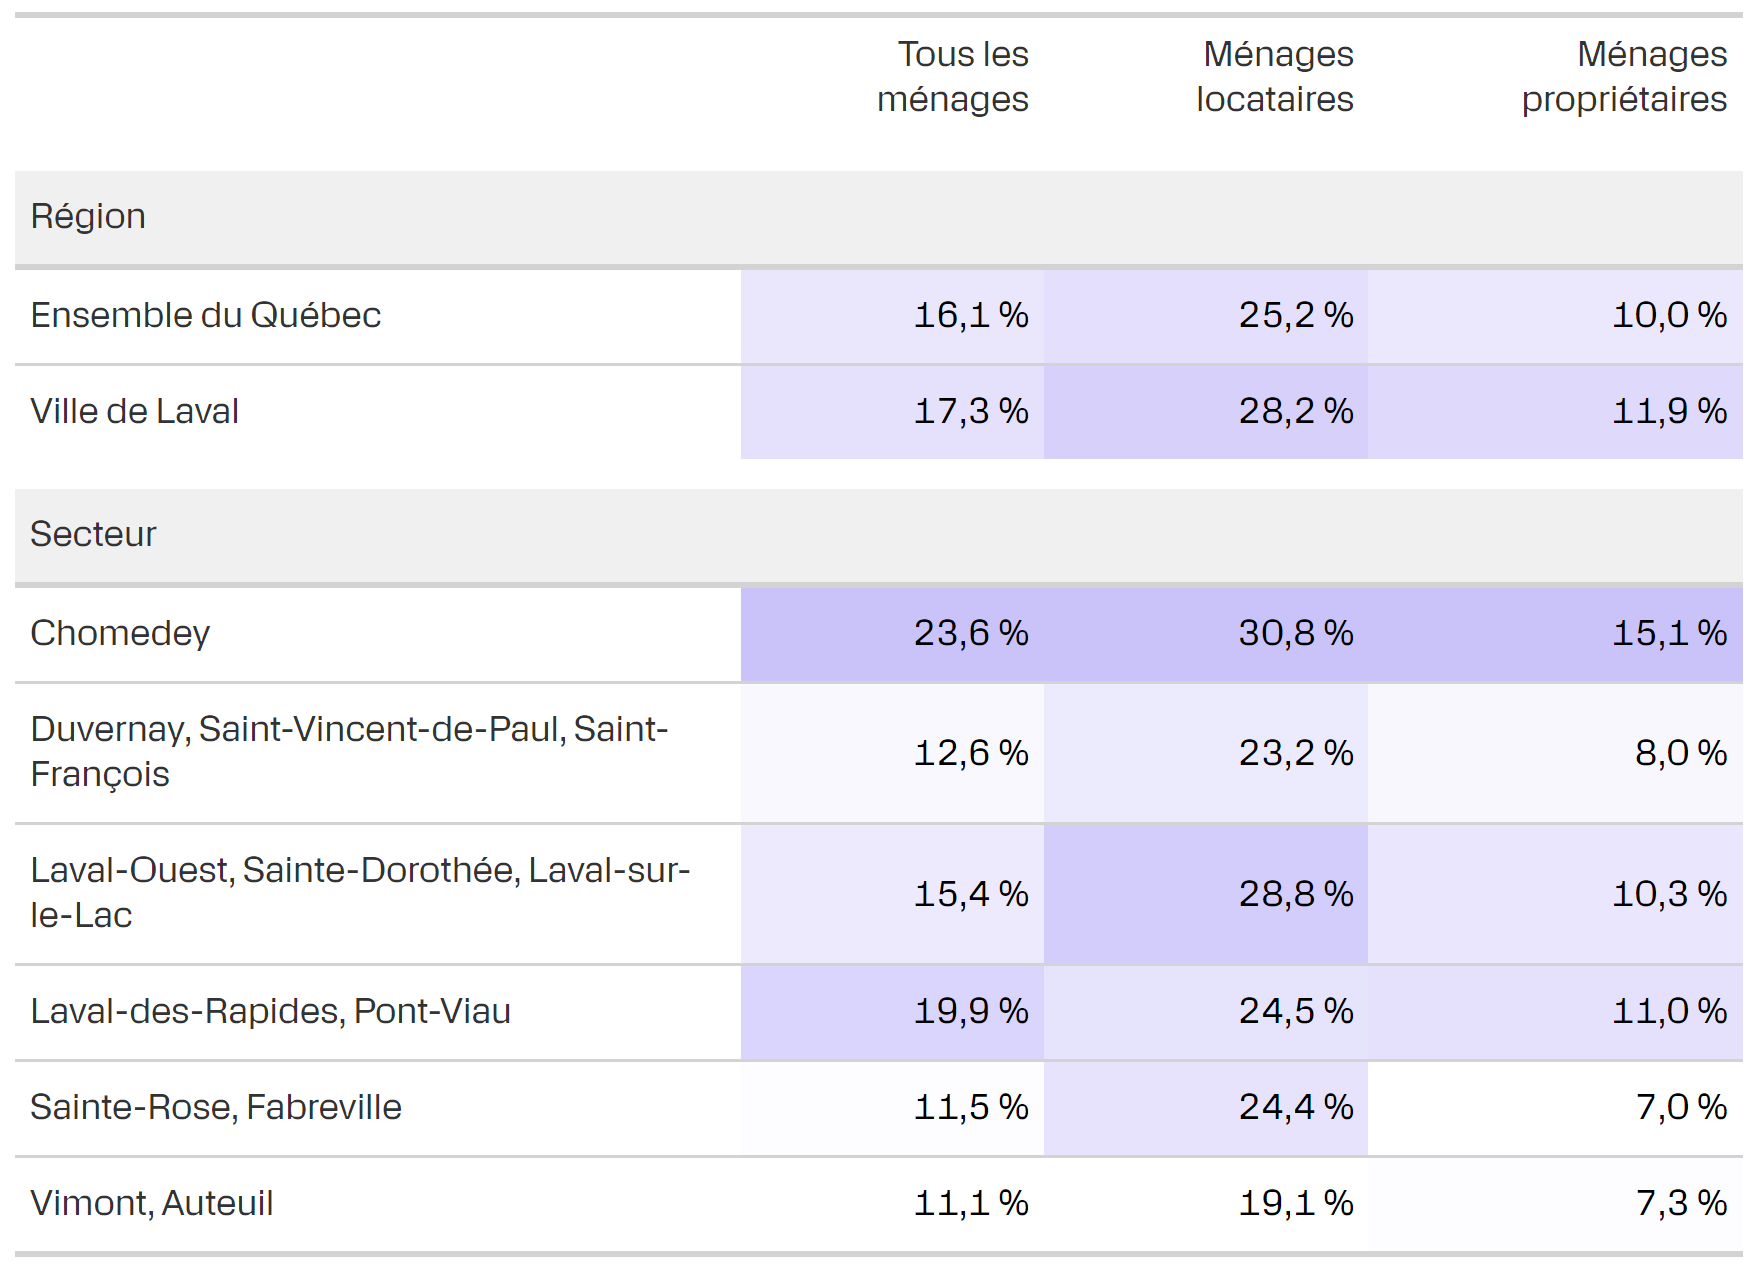 Tous les ménages Ménages locataires Ménages propriétaires
Région
Ensemble du Québec 16,1 % 25,2 % 10,0 %
Ville de Laval 17,3 % 28,2 % 11,9 %
Secteur
Chomedey 23,6 % 30,8 % 15,1 %
Duvernay, Saint-Vincent-de-Paul, Saint-
François 12,6 % 23,2 % 8,0 %
Laval-Ouest, Sainte-Dorothée, Laval-sur-
le-Lac 15,4 % 28,8 % 10,3 %
Laval-des-Rapides, Pont-Viau 19,9 % 24,5 % 11,0 %
Sainte-Rose, Fabreville 11,5 % 24,4 % 7,0 %
Vimont, Auteuil 11,1 % 19,1 % 7,3 %